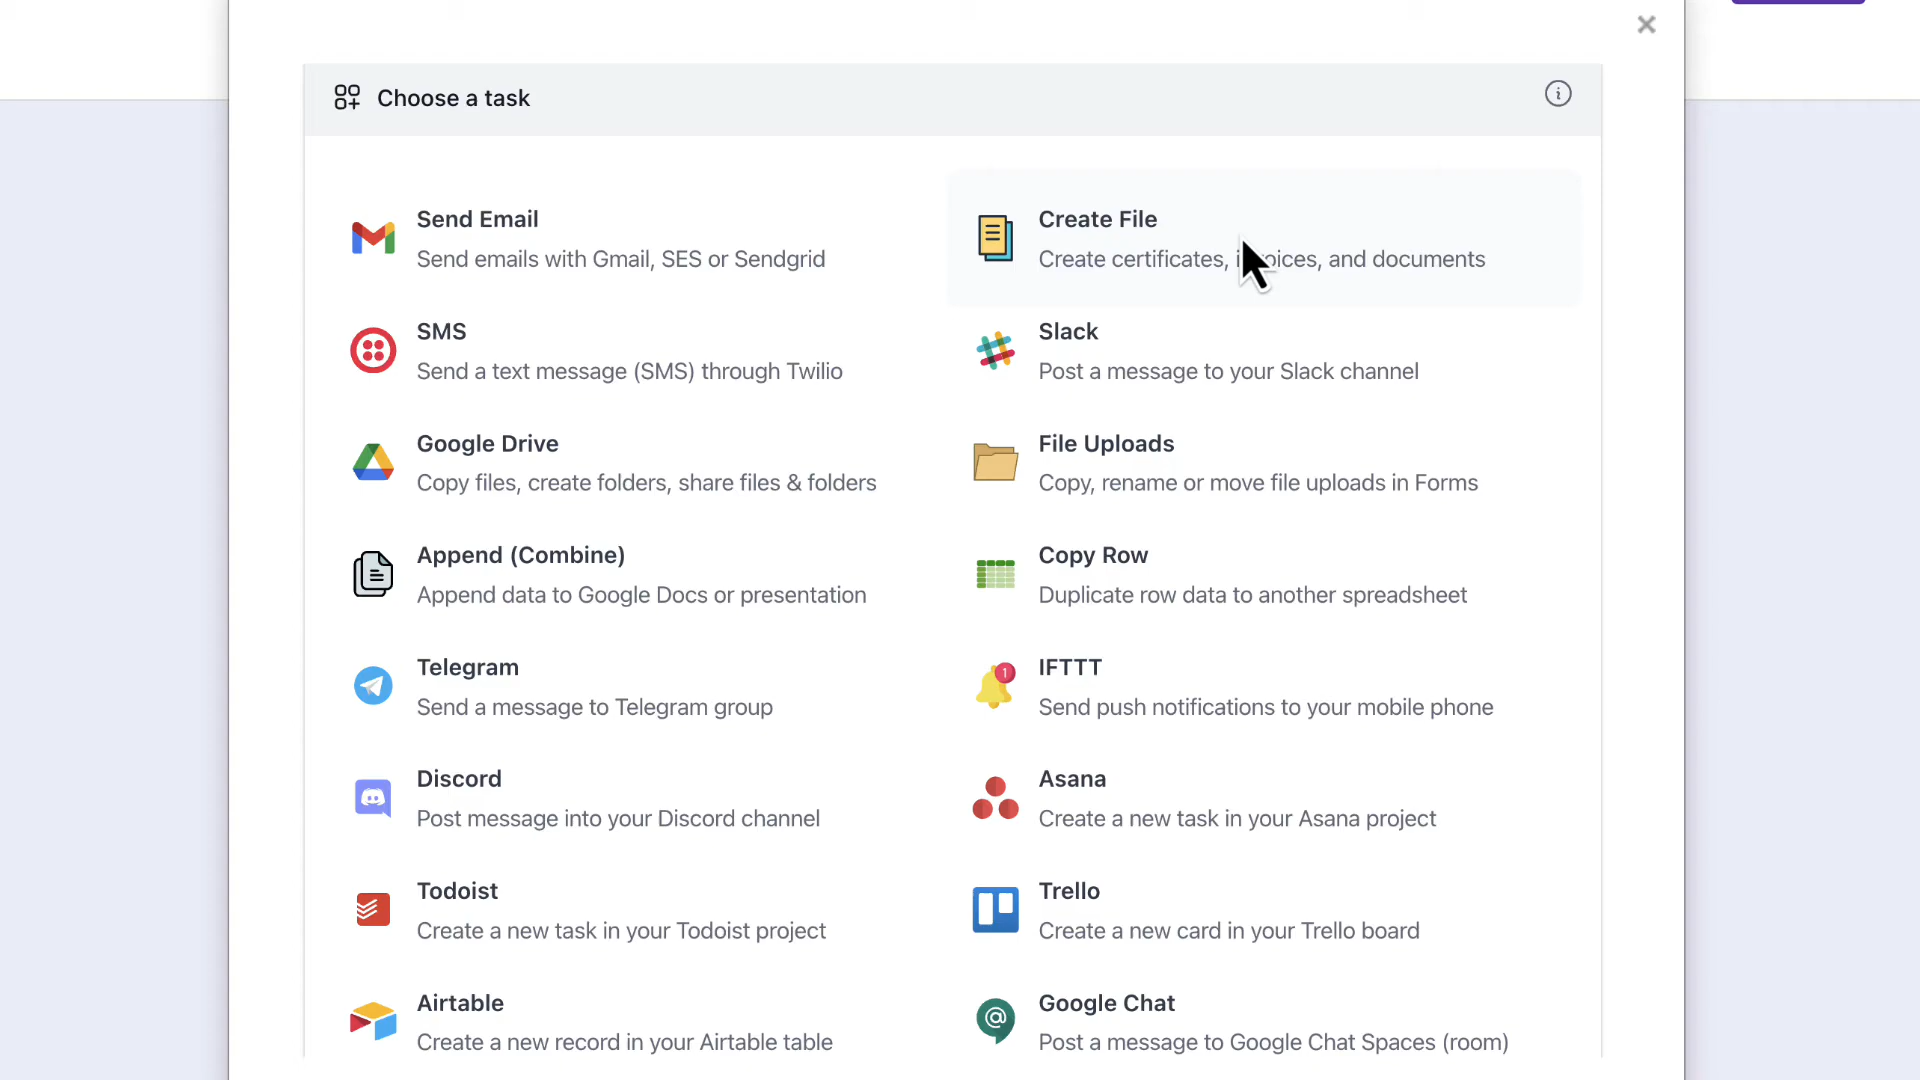 Choose a task
Send Email
Send emails with Gmail, SES or Sendgrid
Create File
Create certificates, invoices, and documents
SMS
Send a text message (SMS) through Twilio
Slack
Post a message to your Slack channel
Google Drive
Copy files, create folders, share files & folders
File Uploads
Copy, rename or move file uploads in Forms
Append (Combine)
Append data to Google Docs or presentation
Copy Row
Duplicate row data to another spreadsheet
Telegram
Send a message to Telegram group
1
IFTTT
Send push notifications to your mobile phone
Discord
Post message into your Discord channel
Asana
Create a new task in your Asana project
Todoist
Create a new task in your Todoist project
Trello
Create a new card in your Trello board
Airtable
Create a new record in your Airtable table
Google Chat
Post a message to Google Chat Spaces (room)